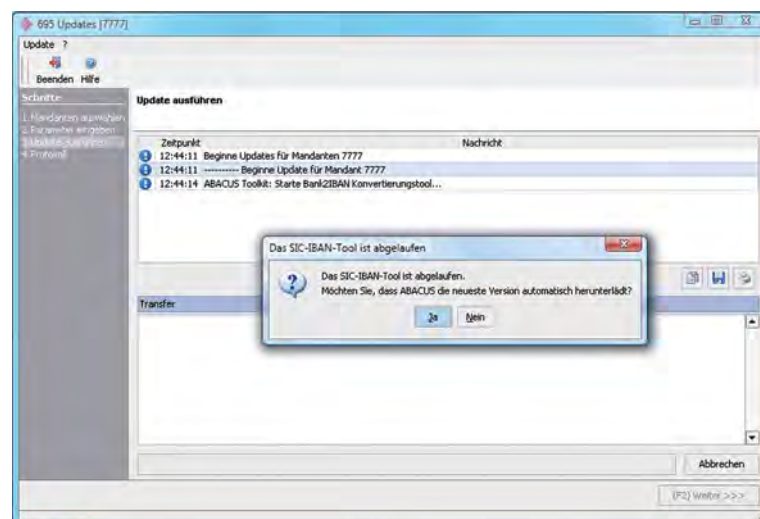 695 Updates [7777]
Update ?
Beenden Hilfe
Schritte
1. Mandanten auswählen
2. Parameter eingeben
3. Update ausführen
4. Protokoll
Update ausführen
Zeitpunkt Nachricht
12:44:11 Beginne Updates für Mandanten 7777
12:44:11 ---------- Beginne Update für Mandant 7777
12:44:14 ABACUS Toolkit: Starte Bank2IBAN Konvertierungstool...
Das SIC-IBAN-Tool ist abgelaufen
Das SIC-IBAN-Tool ist abgelaufen.
Möchten Sie, dass ABACUS die neueste Version automatisch herunterlädt?
Ja Nein
Transfer
Abbrechen
(F2) Weiter >>>